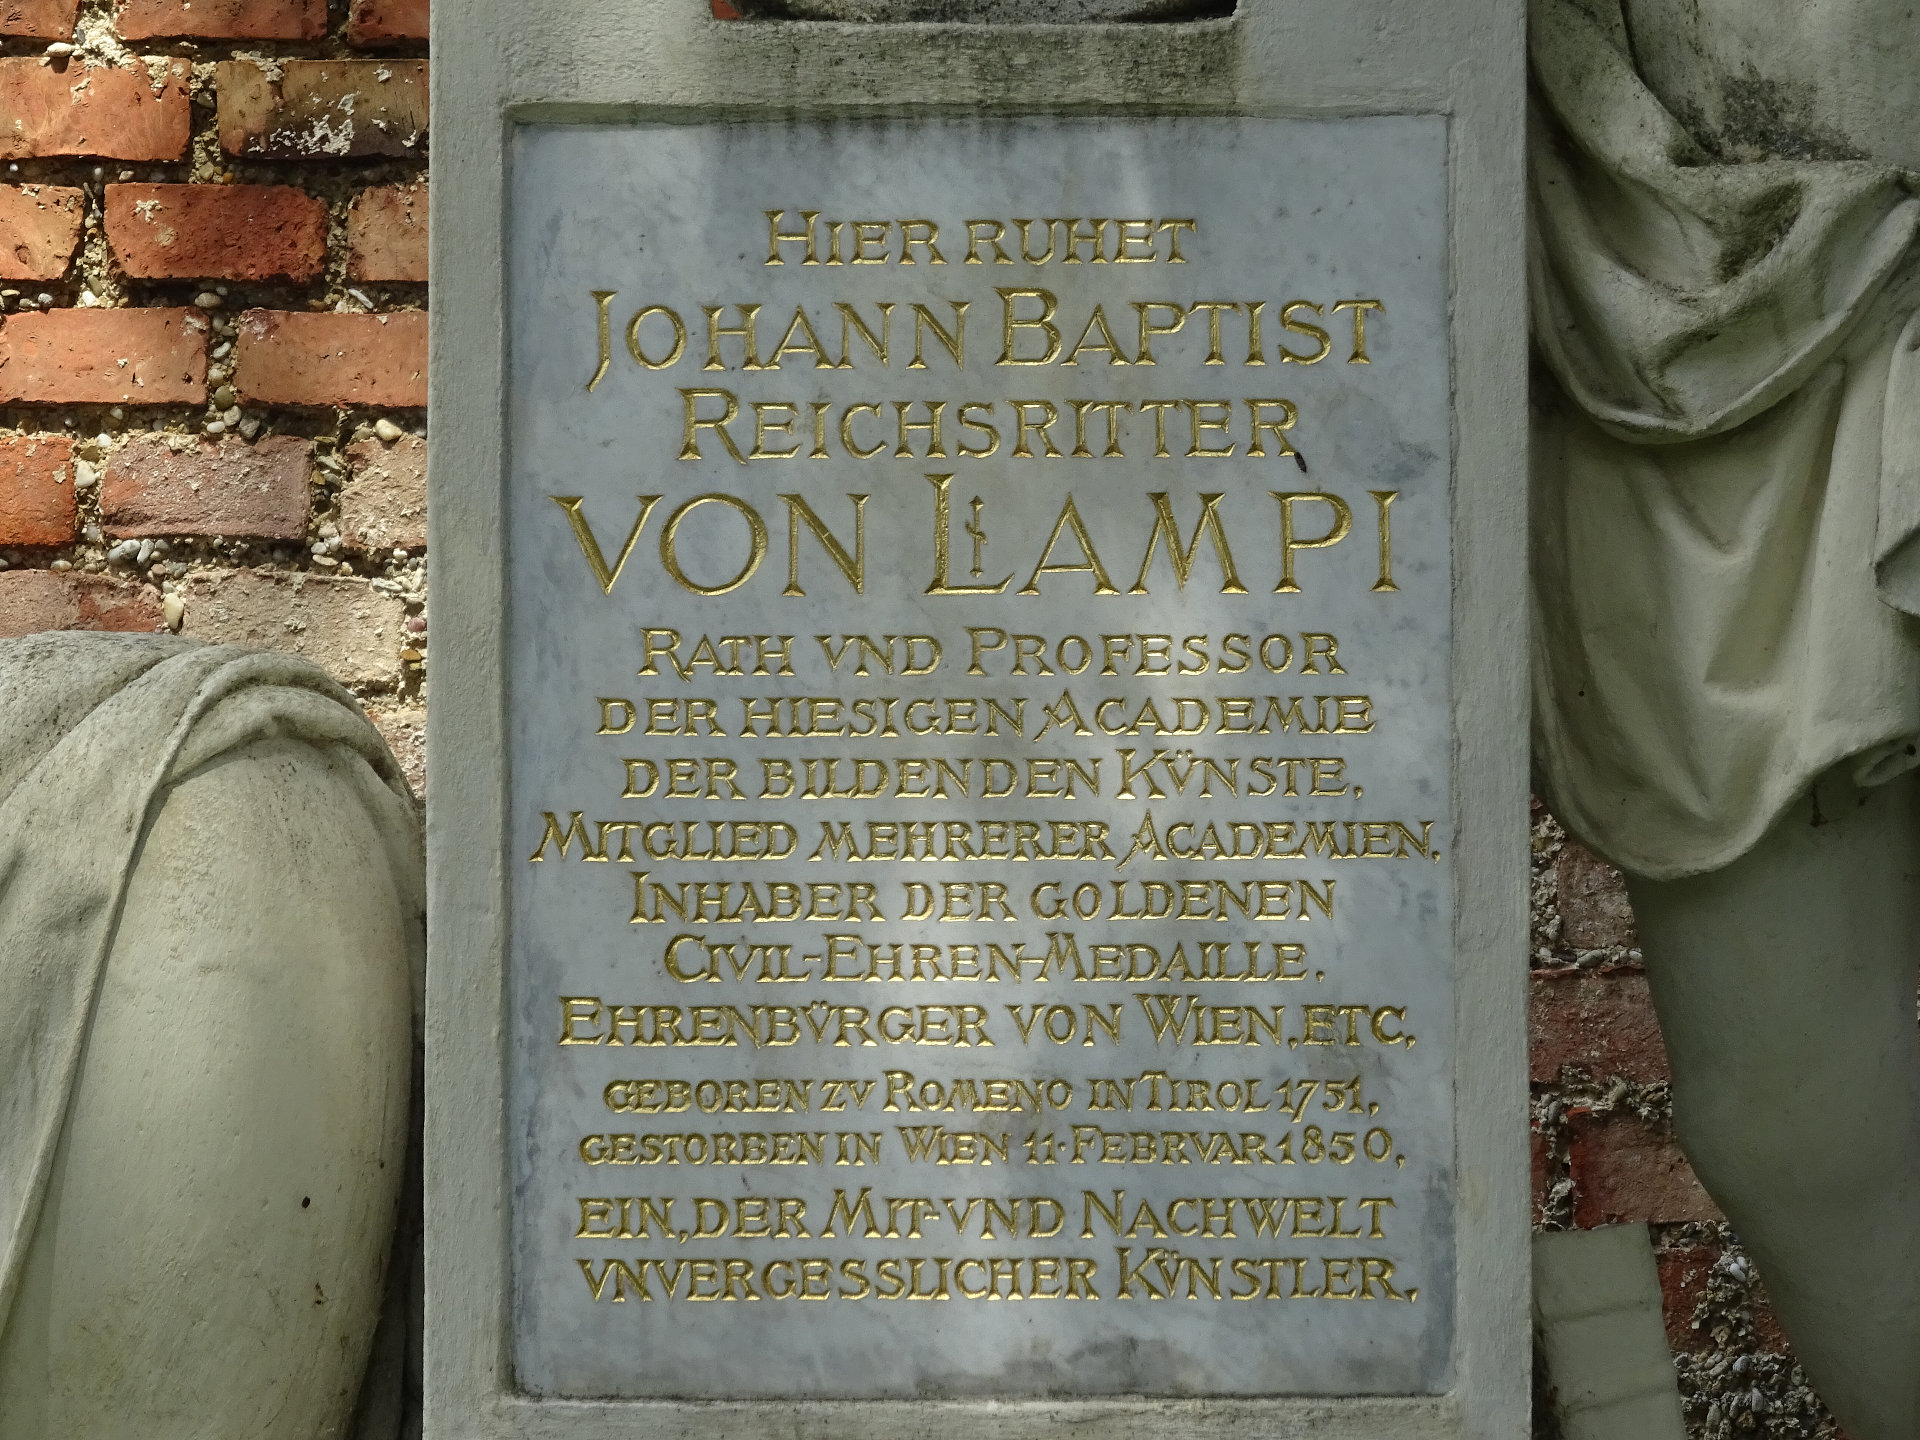 HIER RUHET
JOHANN BAPTIST
REICHSRITTER
VON LAMPI
RATH VND PROFESSOR
DER HIESIGEN ACADEMIE
DER BILDENDEN KÜNSTE,
MITGLIED MEHRERER ACADEMIEN,
INHABER DER GOLDENEN
CIVIL-EHREN-MEDAILLE,
EHRENBÜRGER VON WIEN, ETC,
GEBOREN ZV ROMENO IN TIROL 1751,
GESTORBEN IN WIEN 11·FEBRVAR 1850,
EIN, DER MIT-VND NACHWELT
VNVERGESSLICHER KÜNSTLER,